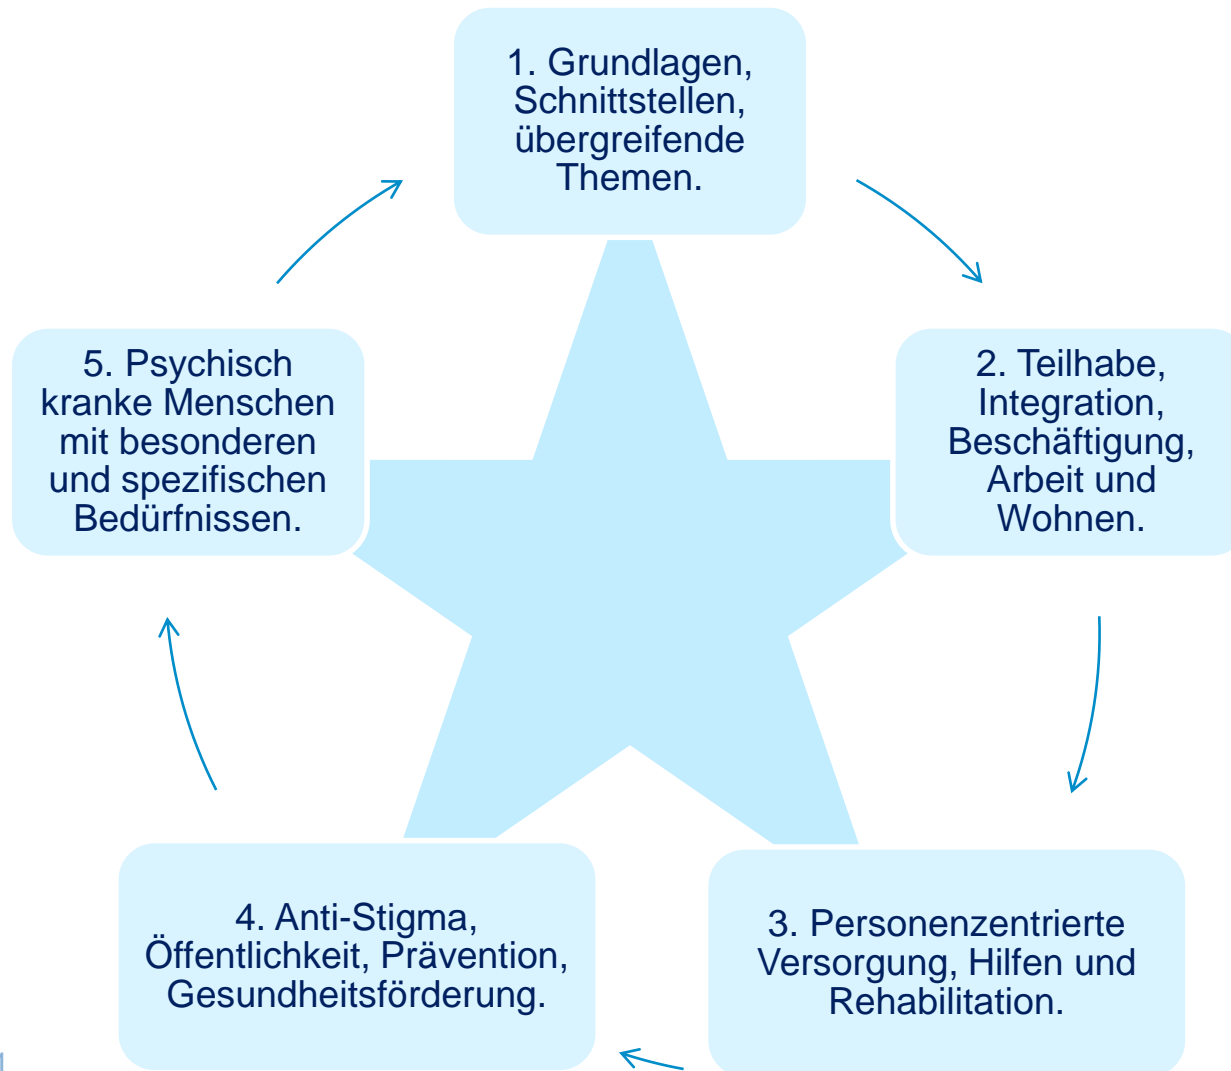 1. Grundlagen,
Schnittstellen,
übergreifende
Themen.
2. Teilhabe,
Integration,
Beschäftigung,
Arbeit und
Wohnen.
3. Personenzentrierte
Versorgung, Hilfen und
Rehabilitation.
4. Anti-Stigma,
Öffentlichkeit, Prävention,
Gesundheitsförderung.
5. Psychisch
kranke Menschen
mit besonderen
und spezifischen
Bedürfnissen.